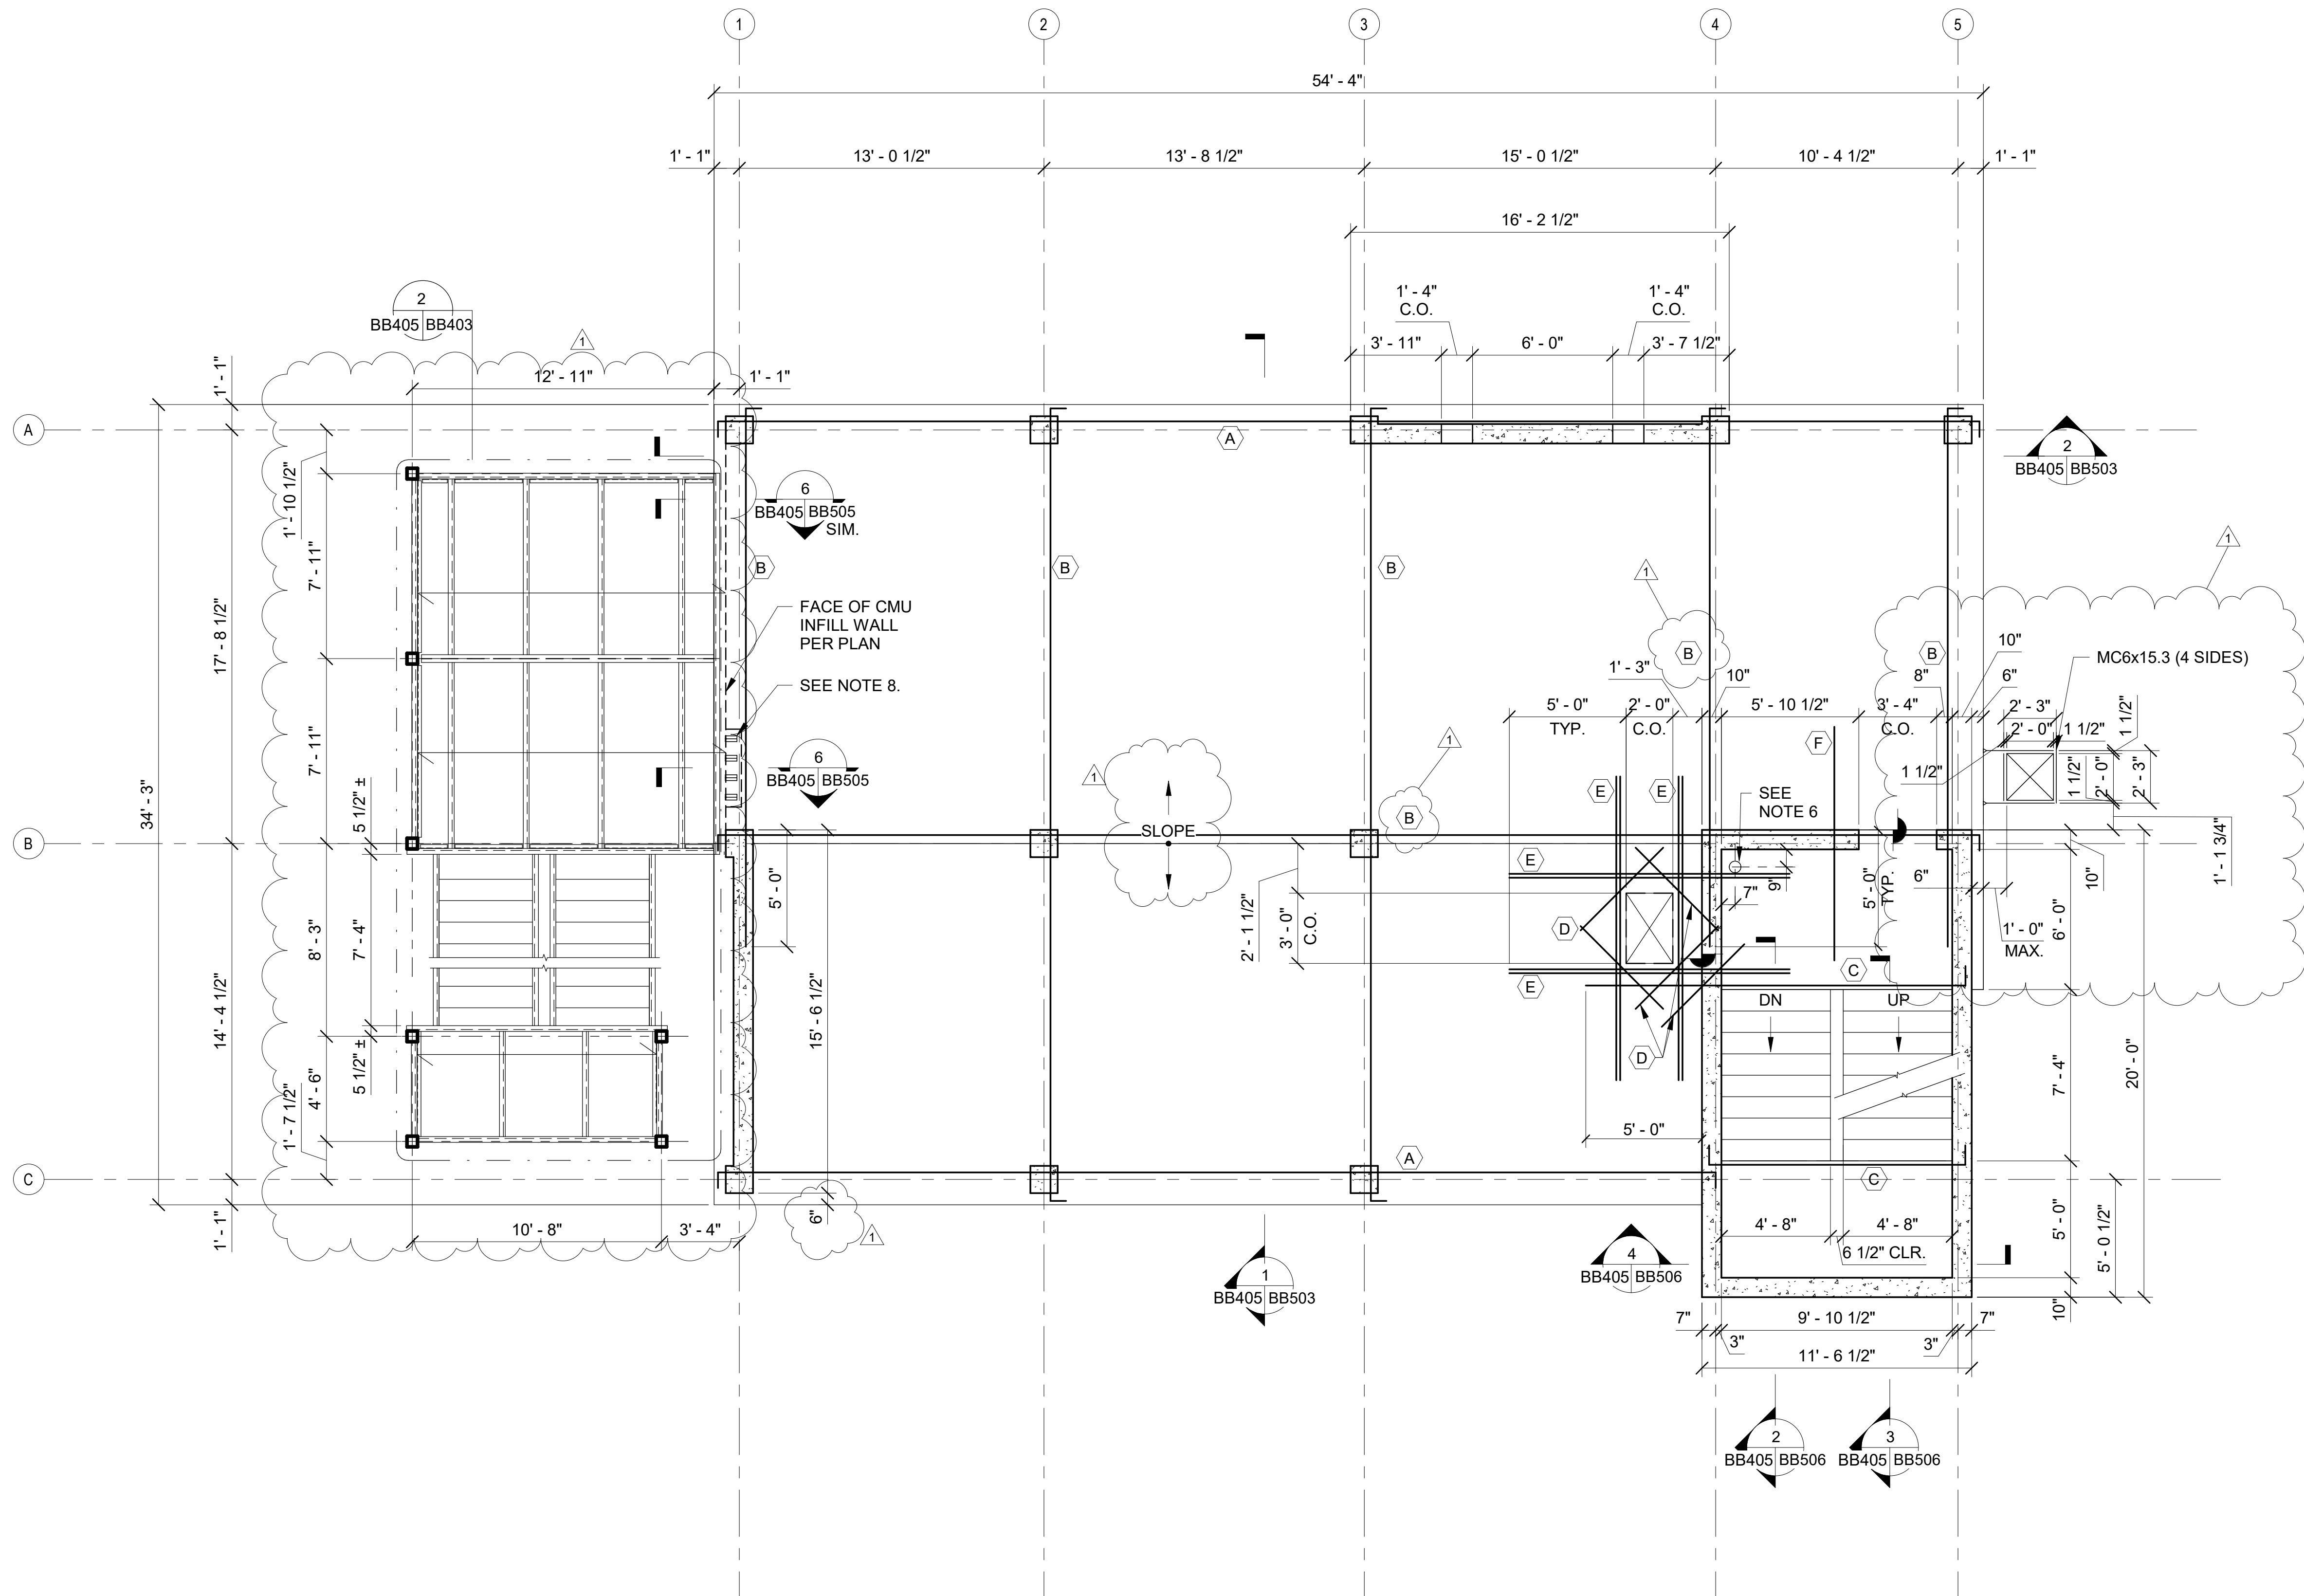 1
2
3
4
5
54' - 4"
1' - 1"
13' - 0 1/2"
13' - 8 1/2"
15' - 0 1/2"
10' - 4 1/2"
1' - 1"
16' - 2 1/2"
1' - 4"
C.O.
1' - 4"
C.O.
3' - 11"
6' - 0"
3' - 7 1/2"
2
BB405 BB403
1
12' - 11"
1' - 1"
1' - 1"
A
A
2
BB405 BB503
1' - 10 1/2"
7' - 11"
17' - 8 1/2"
34' - 3"
6
BB405 BB505
SIM.
B
B
B
FACE OF CMU
INFILL WALL
PER PLAN
SEE NOTE 8.
1
B
1' - 3"
10"
1
B
10"
8"
6"
MC6x15.3 (4 SIDES)
5' - 0"
TYP.
2' - 0"
C.O.
5' - 10 1/2"
3' - 4"
C.O.
2' - 3"
2' - 0"
1 1/2"
1 1/2"
1 1/2"
1 1/2"
2' - 0"
2' - 3"
7' - 11"
5 1/2" ±
6
BB405 BB505
1
SLOPE
1
B
F
E
E
SEE
NOTE 6
B
5' - 0"
E
9"
7"
5' - 0"
TYP.
6"
10"
1' - 1 3/4"
2' - 1 1/2"
3' - 0"
C.O.
D
1' - 0"
MAX.
6' - 0"
8' - 3"
7' - 4"
14' - 4 1/2"
15' - 6 1/2"
E
C
DN
UP
D
5' - 0"
7' - 4"
20' - 0"
5 1/2" ±
4' - 6"
1' - 7 1/2"
C
A
C
1' - 1"
10' - 8"
3' - 4"
6"
1
4' - 8"
4' - 8"
6 1/2" CLR.
5' - 0"
5' - 0 1/2"
10"
1
BB405 BB503
4
BB405 BB506
7"
3"
9' - 10 1/2"
3"
7"
11' - 6 1/2"
2
BB405 BB506
3
BB405 BB506